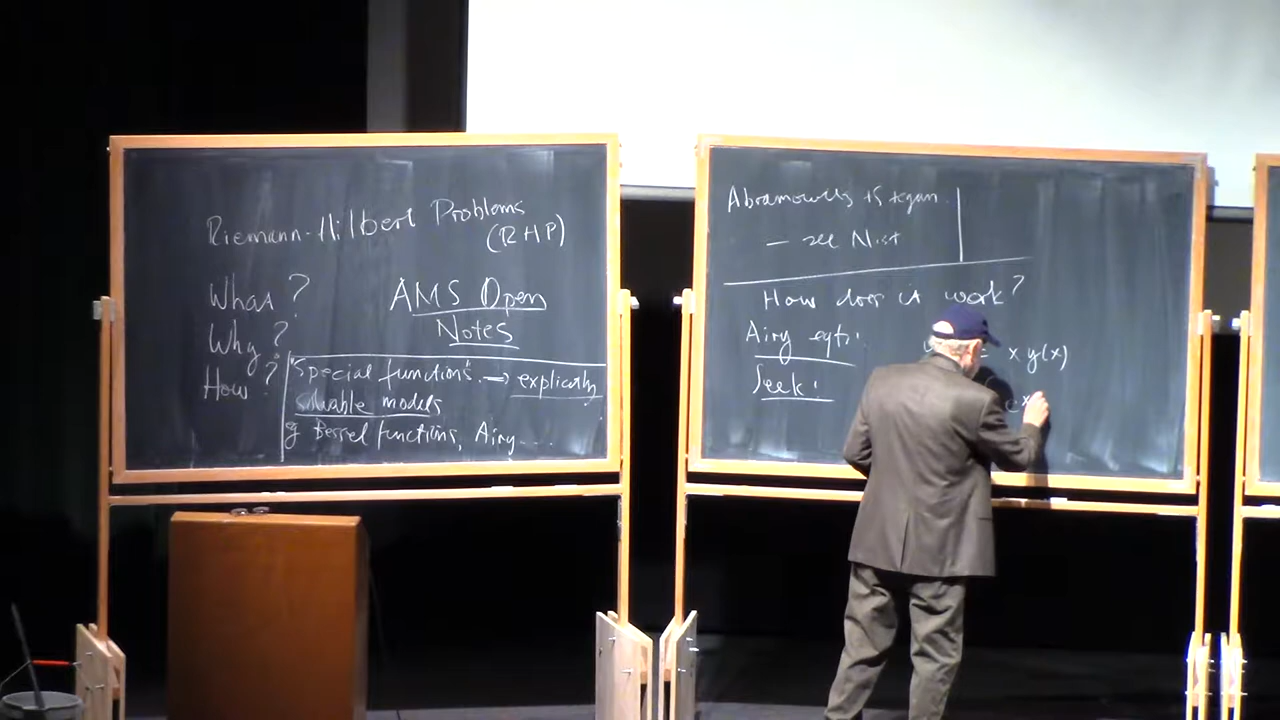 Riemann-Hilbert Problems
(RHP)
What?
AMS Open
Why?
Notes
How?
"Special functions" → explicitly
solvable models
g Bessel functions, Airy....
Abramowitz + Stegun
- see Nist
How does it work?
Airy eqtn:
= x y(x)
Seek:
e^x